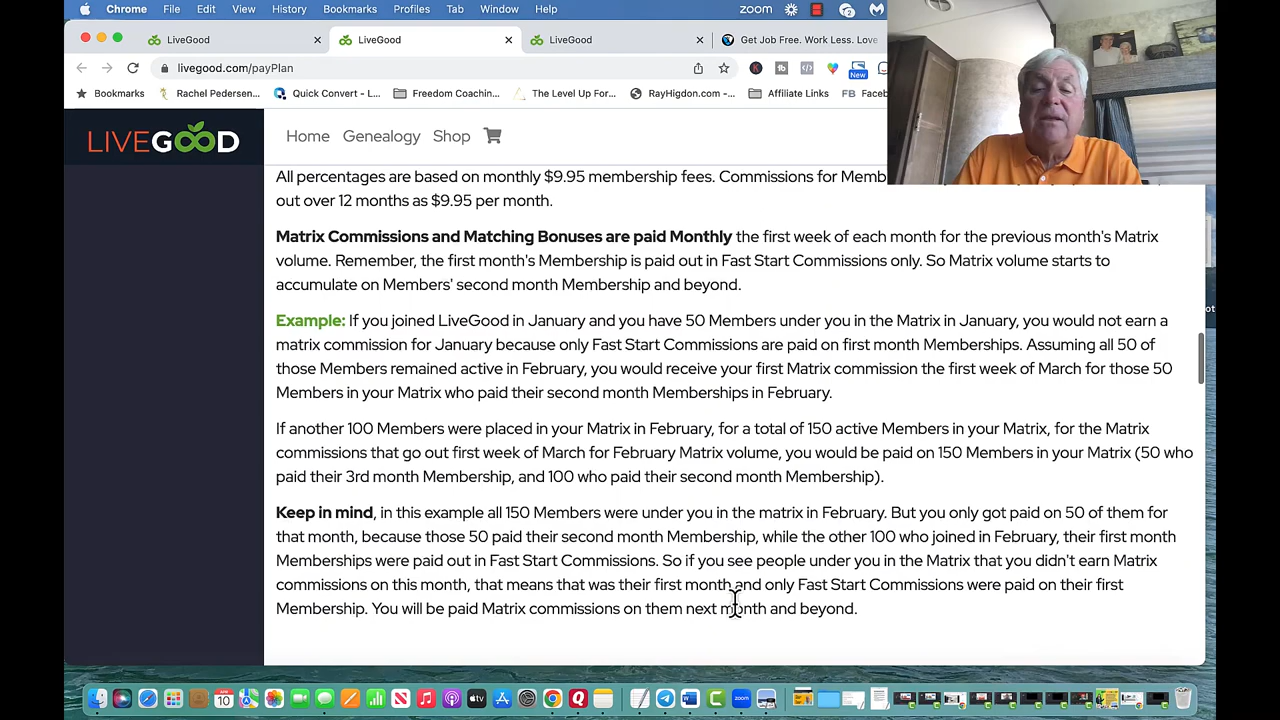 Chrome File Edit View History Bookmarks Profiles Tab Window Help zoom
LiveGood LiveGood LiveGood Get Job Free. Work Less. Love
livegood.com/payPlan
New
Bookmarks Rachel Pedersen... Quick Convert - L... Freedom Coachin... The Level Up For... RayHigdon.com -... Affiliate Links FB Faceb
LIVEGOOD Home Genealogy Shop
All percentages are based on monthly $9.95 membership fees. Commissions for Memb
out over 12 months as $9.95 per month.
Matrix Commissions and Matching Bonuses are paid Monthly the first week of each month for the previous month's Matrix
volume. Remember, the first month's Membership is paid out in Fast Start Commissions only. So Matrix volume starts to
accumulate on Members' second month Membership and beyond.
Example: If you joined LiveGood in January and you have 50 Members under you in the Matrix in January, you would not earn a
matrix commission for January because only Fast Start Commissions are paid on first month Memberships. Assuming all 50 of
those Members remained active in February, you would receive your first Matrix commission the first week of March for those 50
Members in your Matrix who paid their second month Memberships in February.
If another 100 Members were placed in your Matrix in February, for a total of 150 active Members in your Matrix, for the Matrix
commissions that go out first week of March for February Matrix volume, you would be paid on 150 Members in your Matrix (50 who
paid their 3rd month Membership and 100 who paid their second month Membership).
Keep in mind, in this example all 150 Members were under you in the matrix in February. But you only got paid on 50 of them for
that month, because those 50 paid their second month Membership, while the other 100 who joined in February, their first month
Memberships were paid out in Fast Start Commissions. So if you see people under you in the Matrix that you didn't earn Matrix
commissions on this month, that means that was their first month and only Fast Start Commissions were paid on their first
Membership. You will be paid Matrix commissions on them next month and beyond.